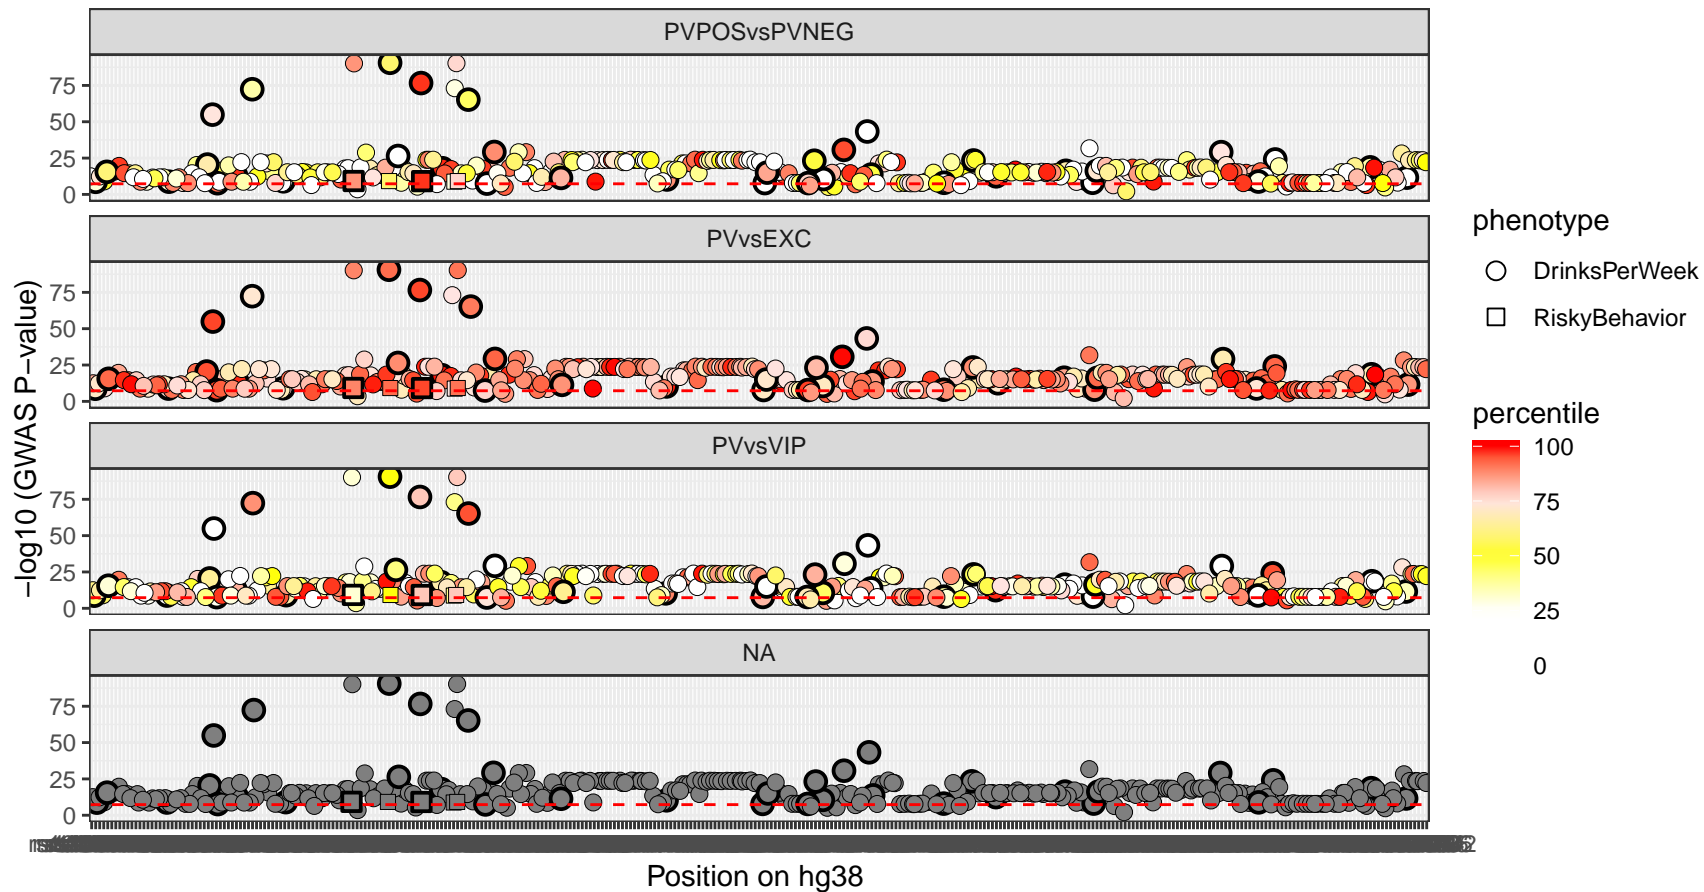 PVPOSvsPVNEG
75
50
25
0
PVvsEXC
75
50
25
0
PVvsVIP
75
50
25
0
NA
75
50
25
0
−log10 (GWAS P−value)
Position on hg38
phenotype
DrinksPerWeek
RiskyBehavior
percentile
100
75
50
25
0